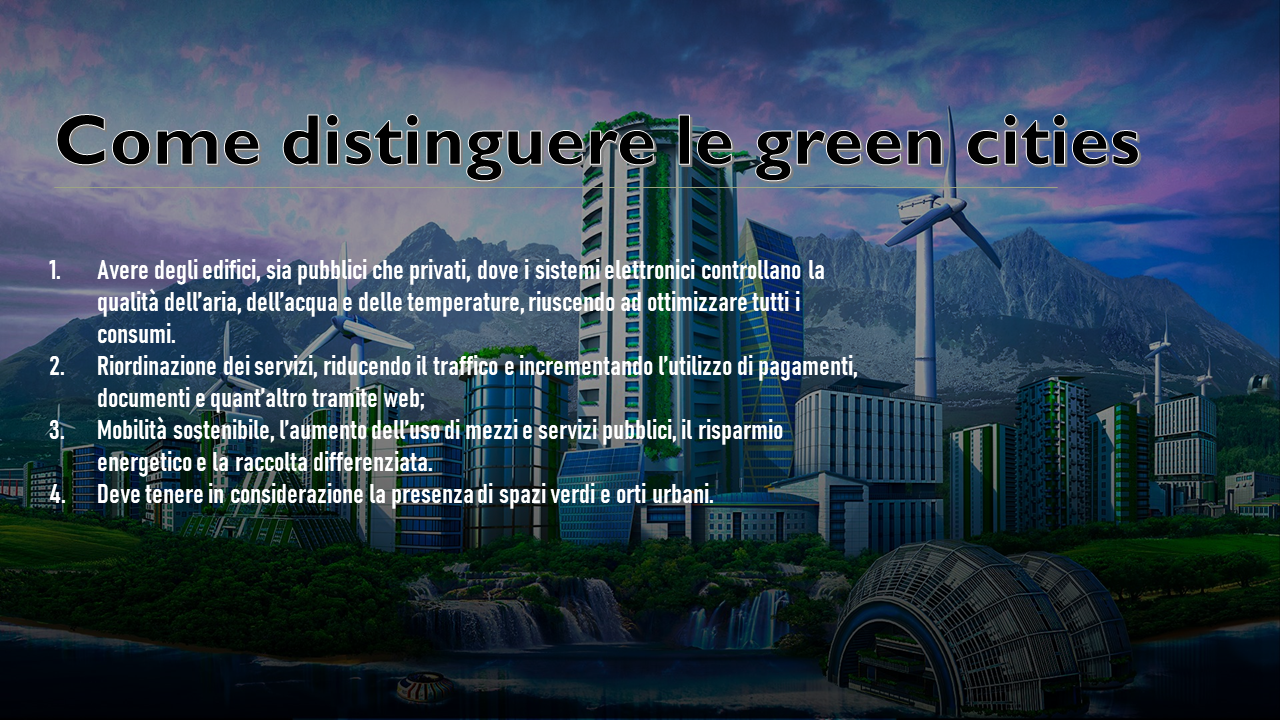 Come distinguere le green cities
1. Avere degli edifici, sia pubblici che privati, dove i sistemi elettronici controllano la
qualità dell'aria, dell'acqua e delle temperature, riuscendo ad ottimizzare tutti i
consumi.
2. Riordinazione dei servizi, riducendo il traffico e incrementando l'utilizzo di pagamenti,
documenti e quant'altro tramite web;
3. Mobilità sostenibile, l'aumento dell'uso di mezzi e servizi pubblici, il risparmio
energetico e la raccolta differenziata.
4. Deve tenere in considerazione la presenza di spazi verdi e orti urbani.